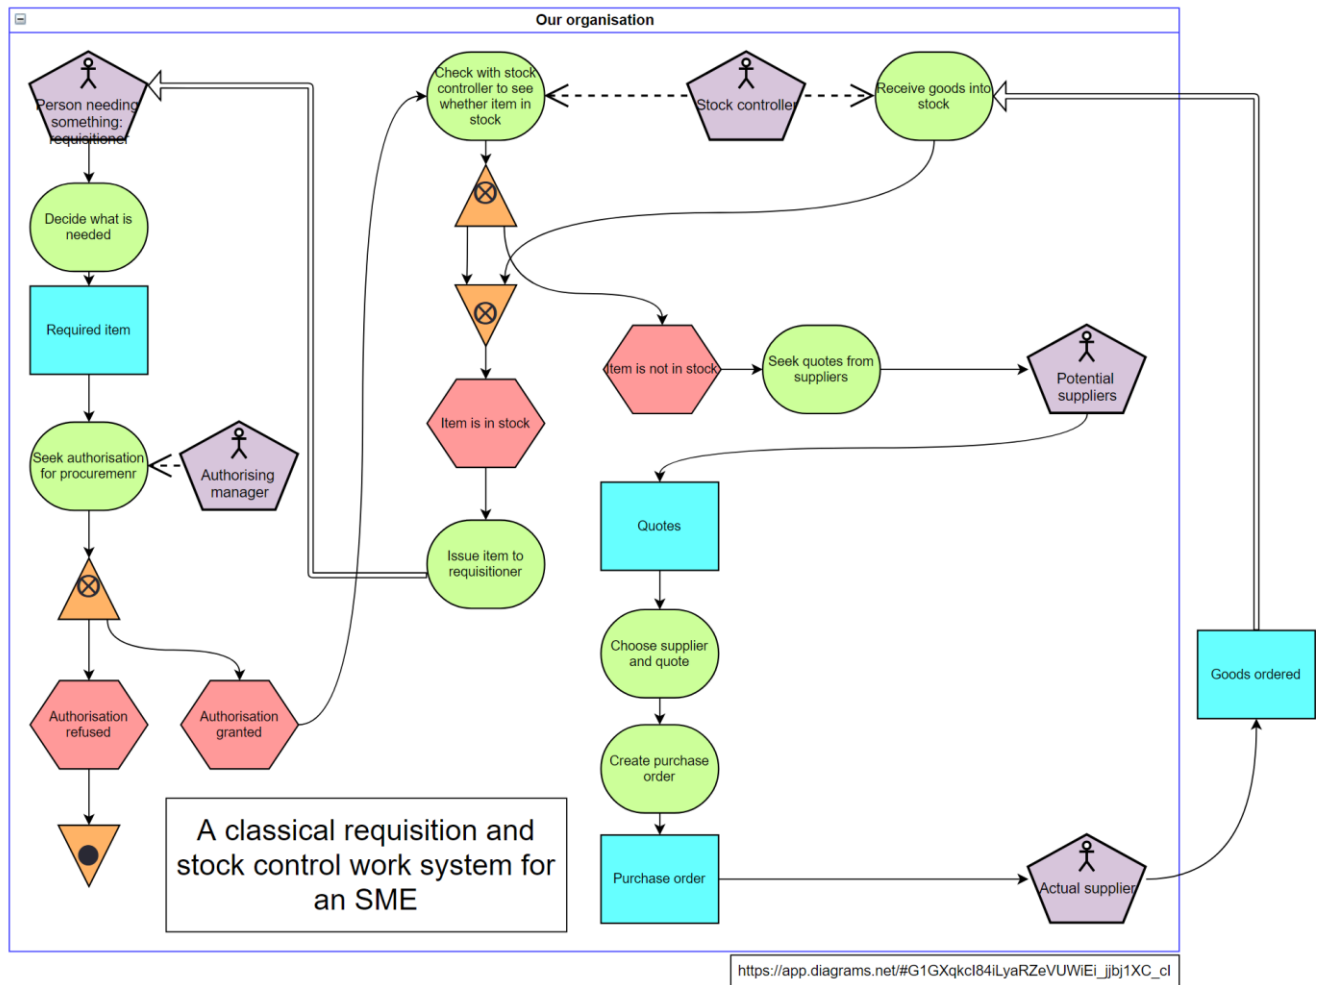 Our organisation
Person needing
something:
requisitioner
Check with stock
controller to see
whether item in
stock
Stock controller
Receive goods into
stock
Decide what is
needed
Required item
Item is not in stock
Seek quotes from
suppliers
Potential
suppliers
Item is in stock
Seek authorisation
for procuremenr
Authorising
manager
Quotes
Issue item to
requisitioner
Choose supplier
and quote
Goods ordered
Authorisation
refused
Authorisation
granted
Create purchase
order
A classical requisition and
stock control work system for
an SME
Purchase order
Actual supplier
https://app.diagrams.net/#G1GXqkcI84iLyaRZeVUWiEi_jjbj1XC_cI